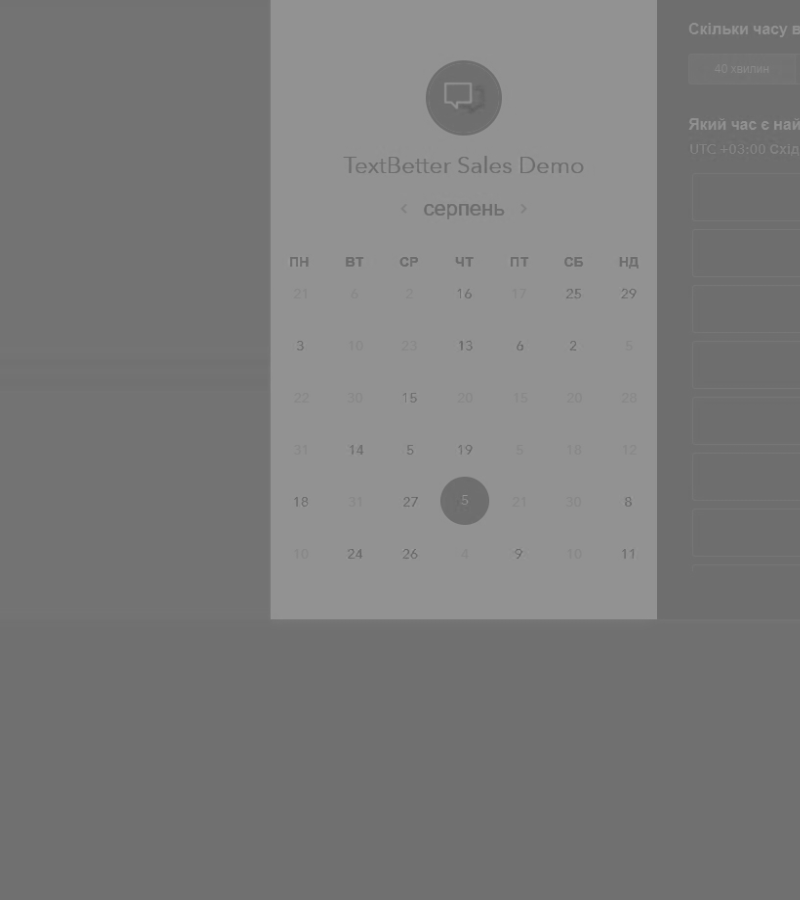 TextBetter Sales Demo
‹ серпень ›
ПН ВТ СР ЧТ ПТ СБ НД
21 6 2 16 17 25 29
3 10 23 13 6 2 5
22 30 15 20 15 20 28
31 14 5 19 5 18 12
18 31 27 5 21 30 8
10 24 26 4 9 10 11
Скільки часу в
40 хвилин
Який час є най
UTC +03:00 Схід